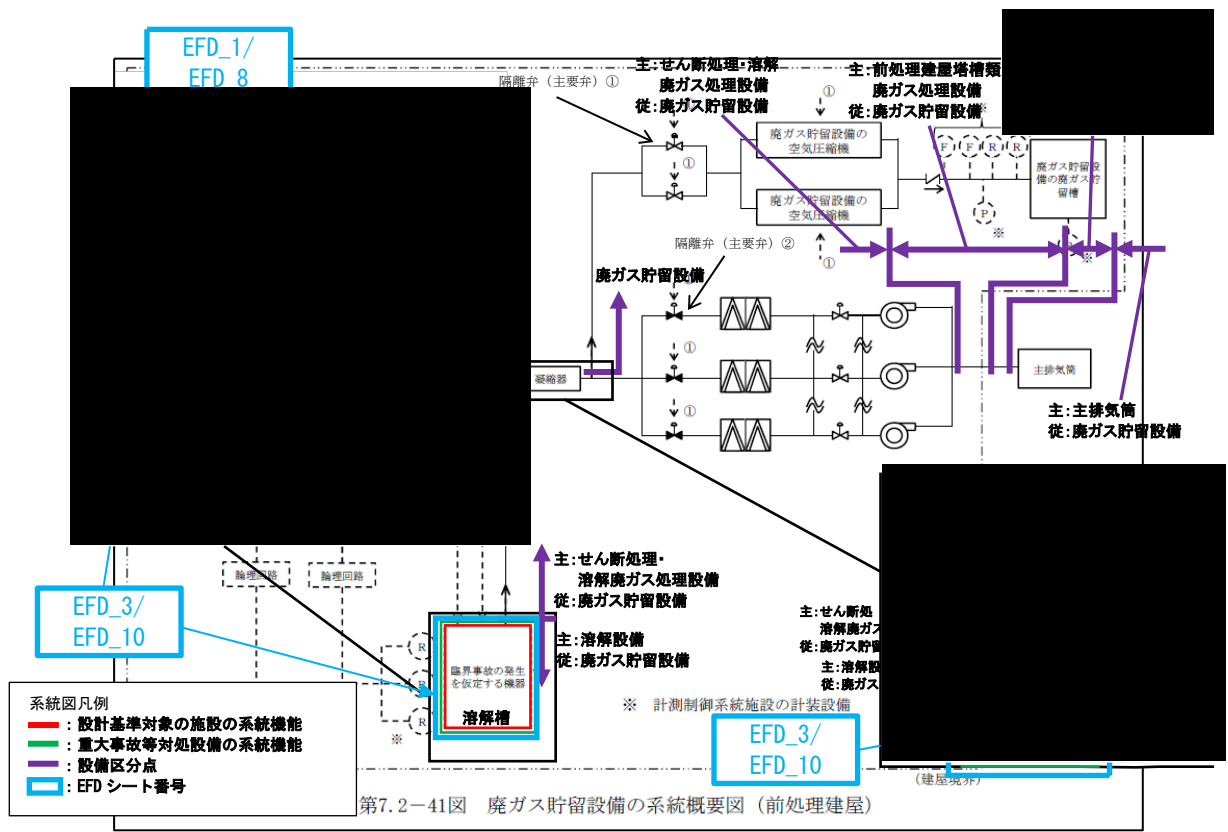 EFD_1/
EFD_8
隔離弁（主要弁）①
主：せん断処理・溶解
廃ガス処理設備
従：廃ガス貯留設備
主：前処理建屋塔槽類
廃ガス処理設備
従：廃ガス貯留設備
①
※
①
廃ガス貯留設備の
空気圧縮機
F
F
R
R
廃ガス貯留設
備の廃ガス貯
留槽
①
廃ガス貯留設備の
空気圧縮機
P
※
隔離弁（主要弁）②
①
※
廃ガス貯留設備
①
①
凝縮器
主排気筒
①
主：主排気筒
従：廃ガス貯留設備
論理回路
論理回路
主：せん断処理・
溶解廃ガス処理設備
従：廃ガス貯留設備
EFD_3/
EFD_10
主：せん断処
溶解廃ガス
従：廃ガス貯留
主：溶解設
従：廃ガス
R
R
R
※
臨界事故の発生
を仮定する機器
溶解槽
主：溶解設備
従：廃ガス貯留設備
※　計測制御系統施設の計装設備
EFD_3/
EFD_10
系統図凡例
：設計基準対象の施設の系統機能
：重大事故等対処設備の系統機能
：設備区分点
：EFD シート番号
（建屋境界）
第7.2－41図　廃ガス貯留設備の系統概要図（前処理建屋）